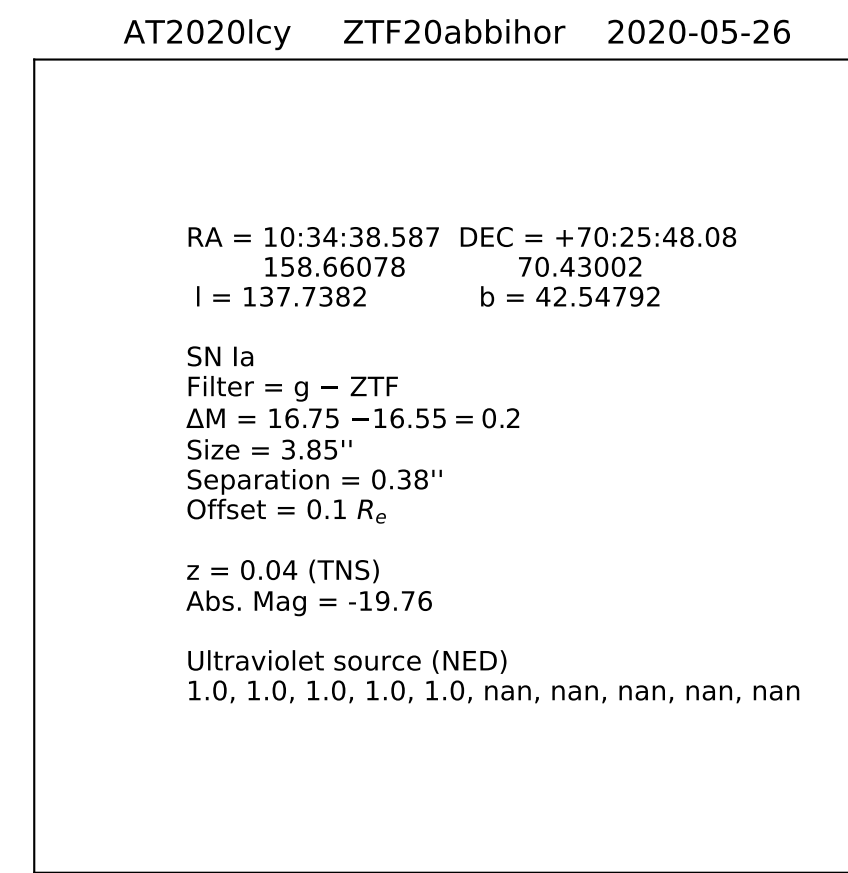 AT2020lcy ZTF20abbihor 2020-05-26
RA = 10:34:38.587 DEC = +70:25:48.08
158.66078 70.43002
l = 137.7382 b = 42.54792
SN Ia
Filter = g − ZTF
ΔM = 16.75 −16.55 = 0.2
Size = 3.85''
Separation = 0.38''
Offset = 0.1 Re
z = 0.04 (TNS)
Abs. Mag = -19.76
Ultraviolet source (NED)
1.0, 1.0, 1.0, 1.0, 1.0, nan, nan, nan, nan, nan